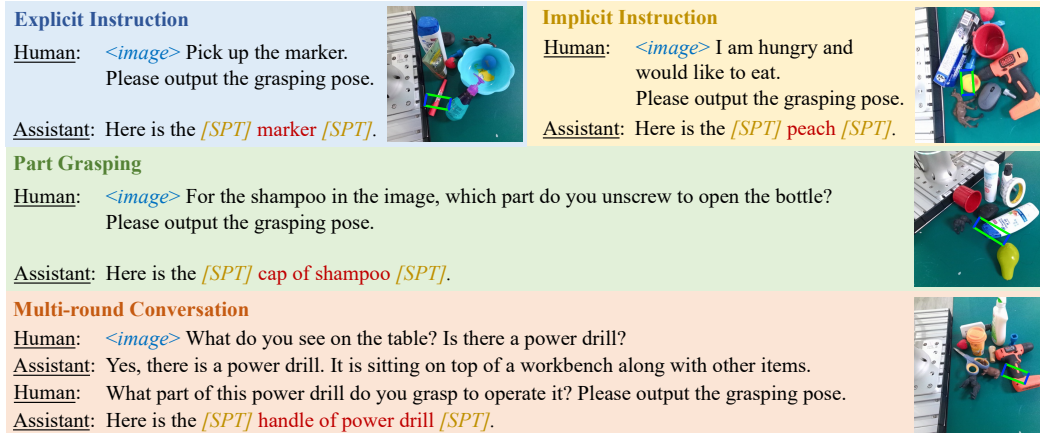 Explicit Instruction
Human: <image> Pick up the marker.
Please output the grasping pose.
Assistant: Here is the [SPT] marker [SPT].
Implicit Instruction
Human: <image> I am hungry and
would like to eat.
Please output the grasping pose.
Assistant: Here is the [SPT] peach [SPT].
Part Grasping
Human: <image> For the shampoo in the image, which part do you unscrew to open the bottle?
Please output the grasping pose.
Assistant: Here is the [SPT] cap of shampoo [SPT].
Multi-round Conversation
Human: <image> What do you see on the table? Is there a power drill?
Assistant: Yes, there is a power drill. It is sitting on top of a workbench along with other items.
Human: What part of this power drill do you grasp to operate it? Please output the grasping pose.
Assistant: Here is the [SPT] handle of power drill [SPT].